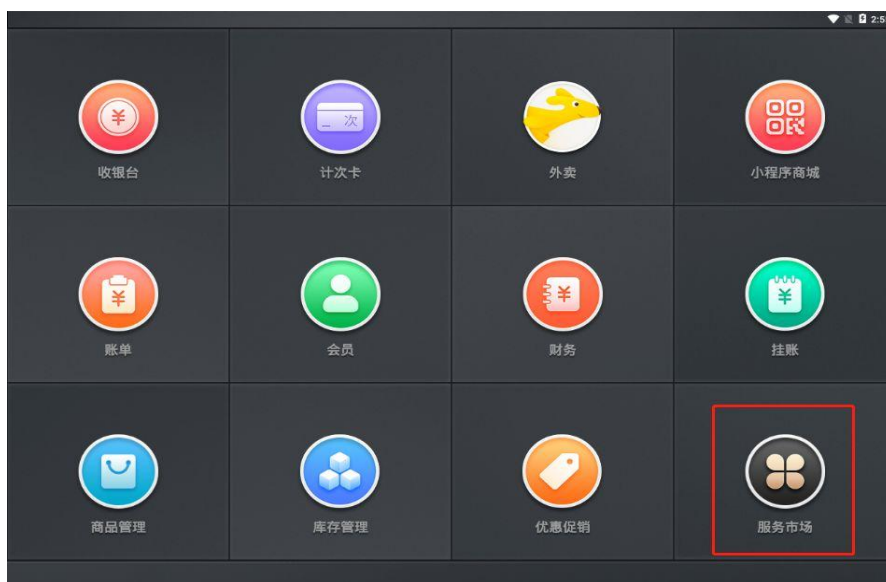 2:5
收银台
计次卡
外卖
小程序商城
账单
会员
财务
挂账
商品管理
库存管理
优惠促销
服务市场
¥
次
¥
¥
¥